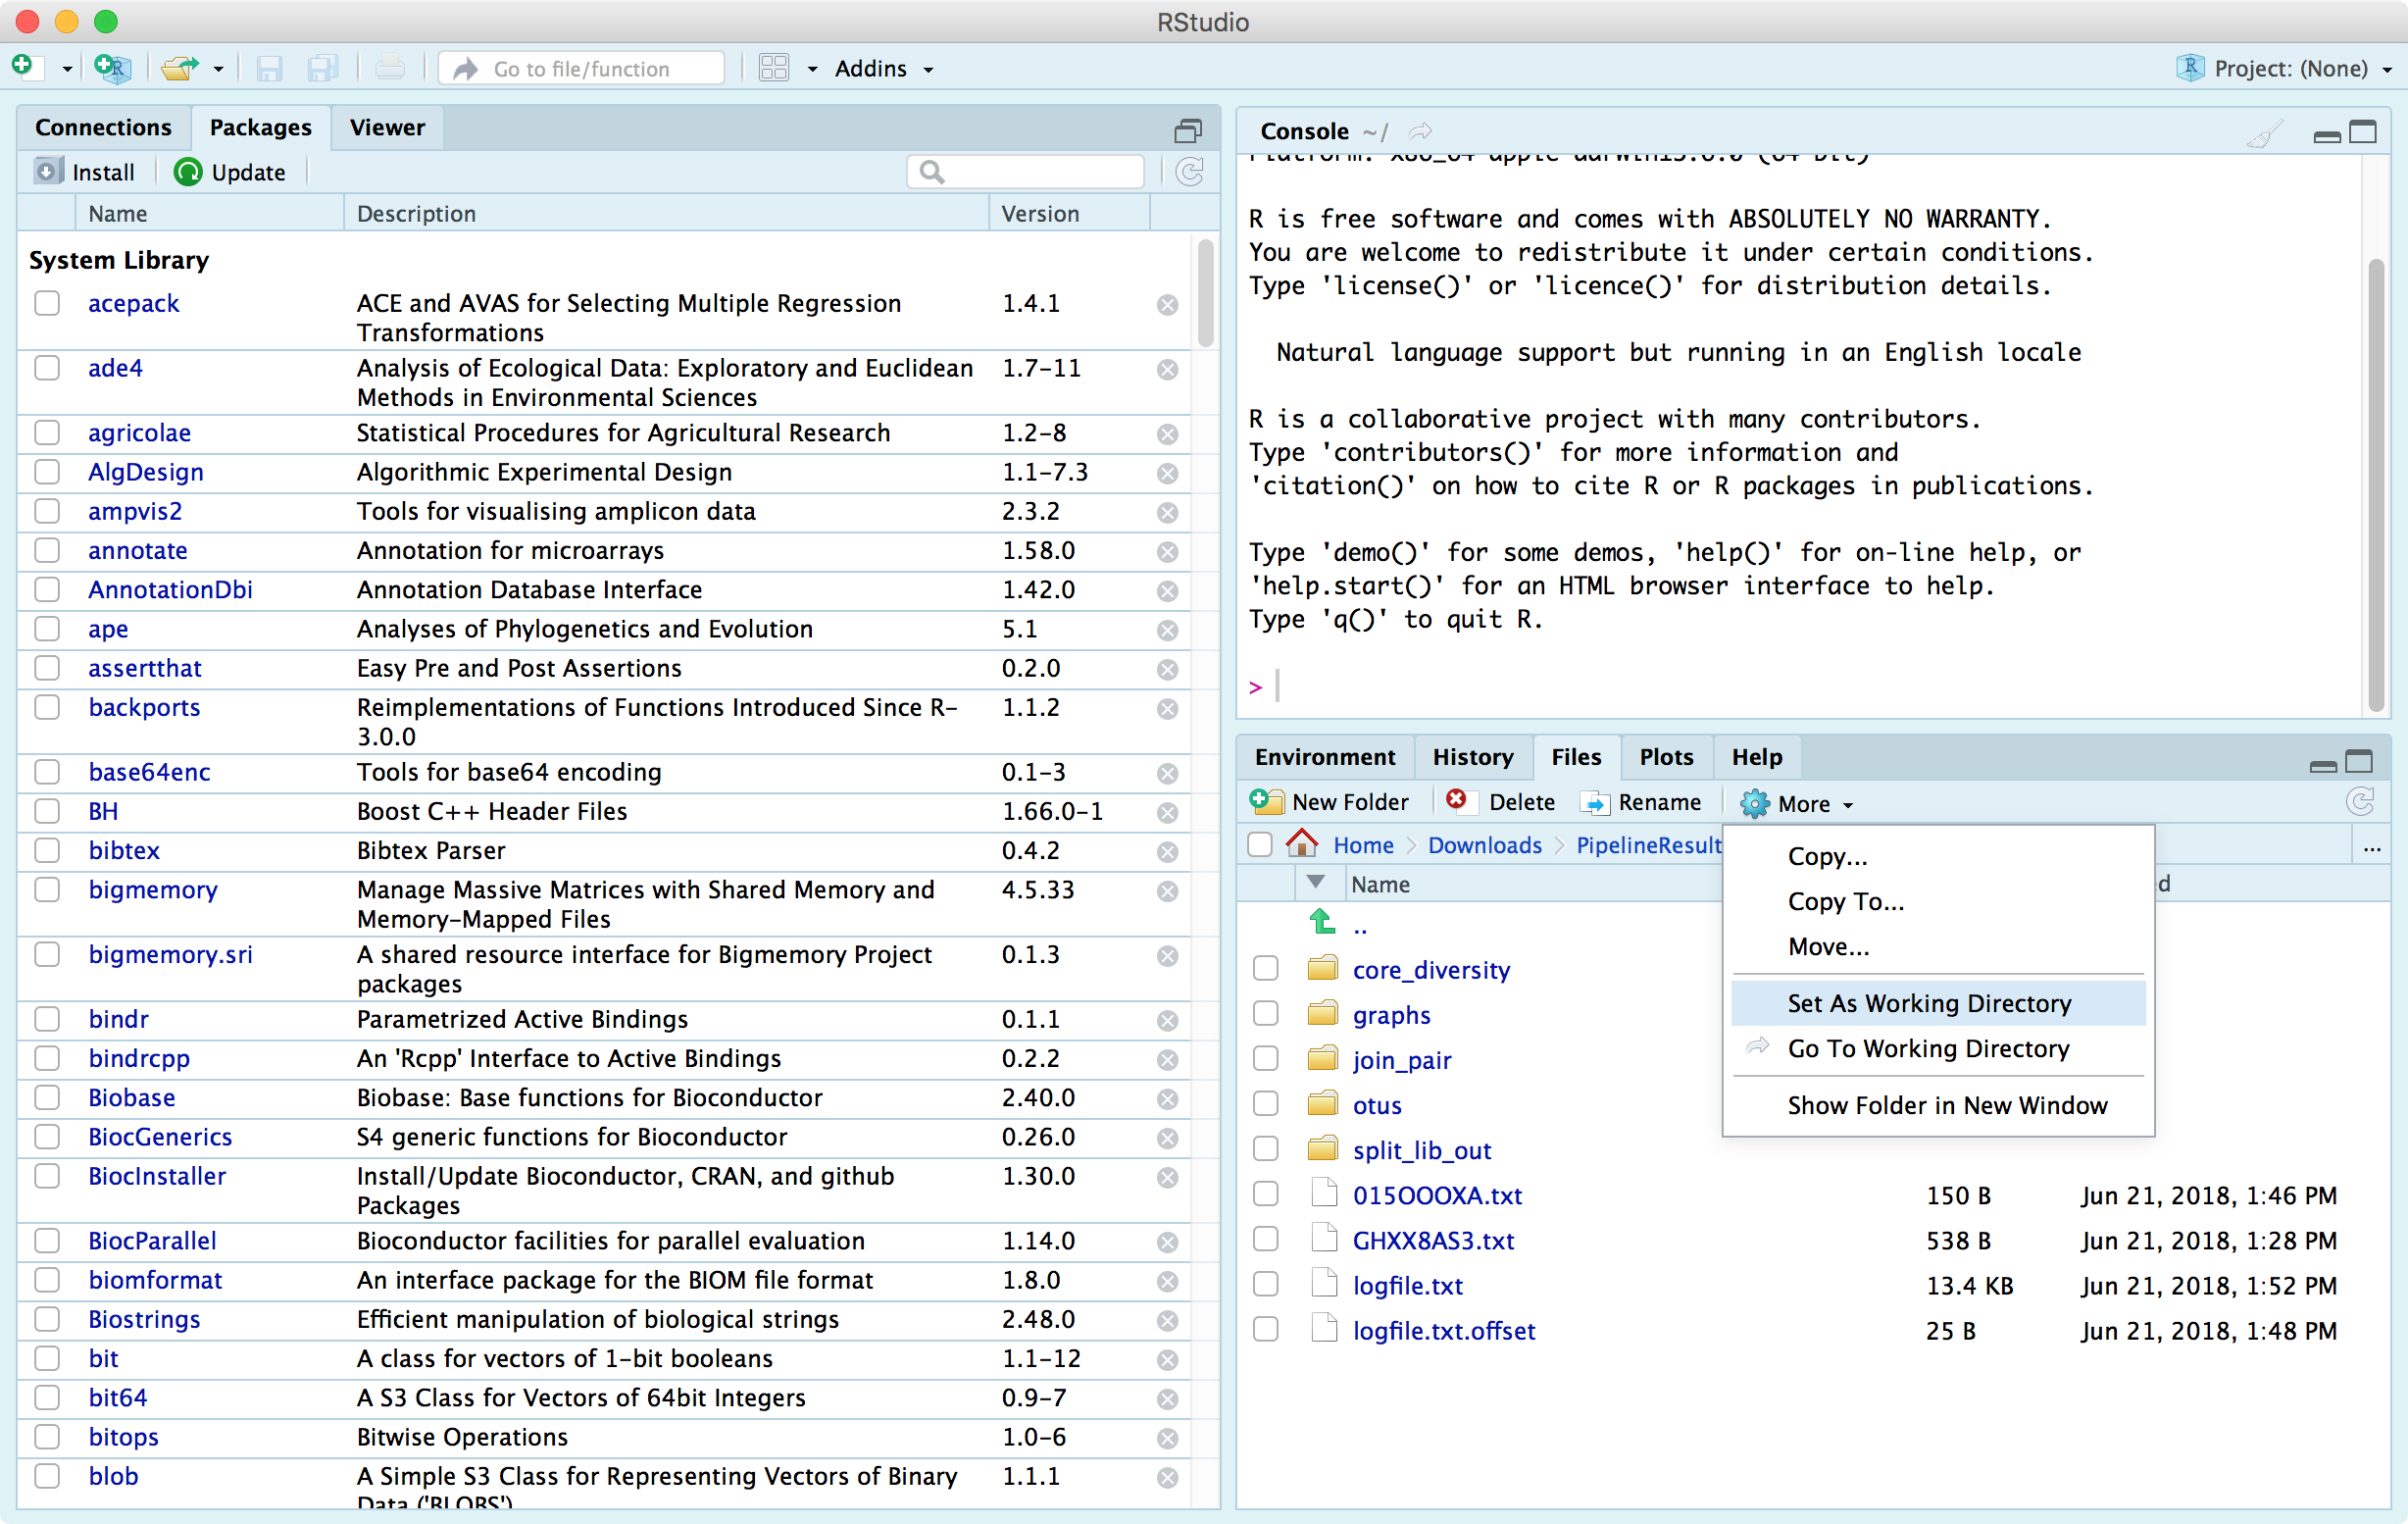 RStudio
Go to file/function
Addins
Project: (None)
Connections Packages Viewer
Install Update
Name Description Version
System Library
acepack ACE and AVAS for Selecting Multiple Regression 1.4.1
Transformations
ade4 Analysis of Ecological Data: Exploratory and Euclidean 1.7-11
Methods in Environmental Sciences
agricolae Statistical Procedures for Agricultural Research 1.2-8
AlgDesign Algorithmic Experimental Design 1.1-7.3
ampvis2 Tools for visualising amplicon data 2.3.2
annotate Annotation for microarrays 1.58.0
AnnotationDbi Annotation Database Interface 1.42.0
ape Analyses of Phylogenetics and Evolution 5.1
assertthat Easy Pre and Post Assertions 0.2.0
backports Reimplementations of Functions Introduced Since R- 1.1.2
3.0.0
base64enc Tools for base64 encoding 0.1-3
BH Boost C++ Header Files 1.66.0-1
bibtex Bibtex Parser 0.4.2
bigmemory Manage Massive Matrices with Shared Memory and 4.5.33
Memory-Mapped Files
bigmemory.sri A shared resource interface for Bigmemory Project 0.1.3
packages
bindr Parametrized Active Bindings 0.1.1
bindrcpp An 'Rcpp' Interface to Active Bindings 0.2.2
Biobase Biobase: Base functions for Bioconductor 2.40.0
BiocGenerics S4 generic functions for Bioconductor 0.26.0
BiocInstaller Install/Update Bioconductor, CRAN, and github 1.30.0
Packages
BiocParallel Bioconductor facilities for parallel evaluation 1.14.0
biomformat An interface package for the BIOM file format 1.8.0
Biostrings Efficient manipulation of biological strings 2.48.0
bit A class for vectors of 1-bit booleans 1.1-12
bit64 A S3 Class for Vectors of 64bit Integers 0.9-7
bitops Bitwise Operations 1.0-6
blob A Simple S3 Class for Representing Vectors of Binary 1.1.1
Data ('BLOBS')
Console ~/
Platform: x86_64-apple-darwin15.6.0 (64-bit)
R is free software and comes with ABSOLUTELY NO WARRANTY.
You are welcome to redistribute it under certain conditions.
Type 'license()' or 'licence()' for distribution details.
Natural language support but running in an English locale
R is a collaborative project with many contributors.
Type 'contributors()' for more information and
'citation()' on how to cite R or R packages in publications.
Type 'demo()' for some demos, 'help()' for on-line help, or
'help.start()' for an HTML browser interface to help.
Type 'q()' to quit R.
>
Environment History Files Plots Help
New Folder Delete Rename More
Home Downloads PipelineResult ...
Name d
Copy...
Copy To...
Move...
Set As Working Directory
Go To Working Directory
Show Folder in New Window
..
core_diversity
graphs
join_pair
otus
split_lib_out
015OOOXA.txt 150 B Jun 21, 2018, 1:46 PM
GHXX8AS3.txt 538 B Jun 21, 2018, 1:28 PM
logfile.txt 13.4 KB Jun 21, 2018, 1:52 PM
logfile.txt.offset 25 B Jun 21, 2018, 1:48 PM